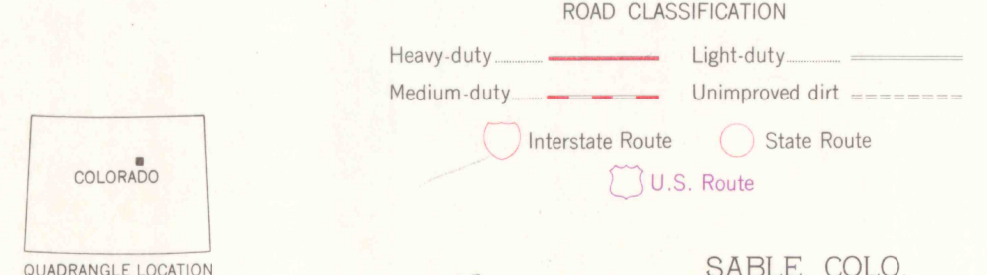 ROAD CLASSIFICATION
Heavy-duty Light-duty
Medium-duty Unimproved dirt
Interstate Route State Route
U.S. Route
COLORADO
QUADRANGLE LOCATION
SABLE, COLO